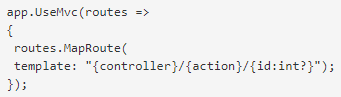 app.UseMvc(routes =>
{
 routes.MapRoute(
 template: "{controller}/{action}/{id:int?}");
});